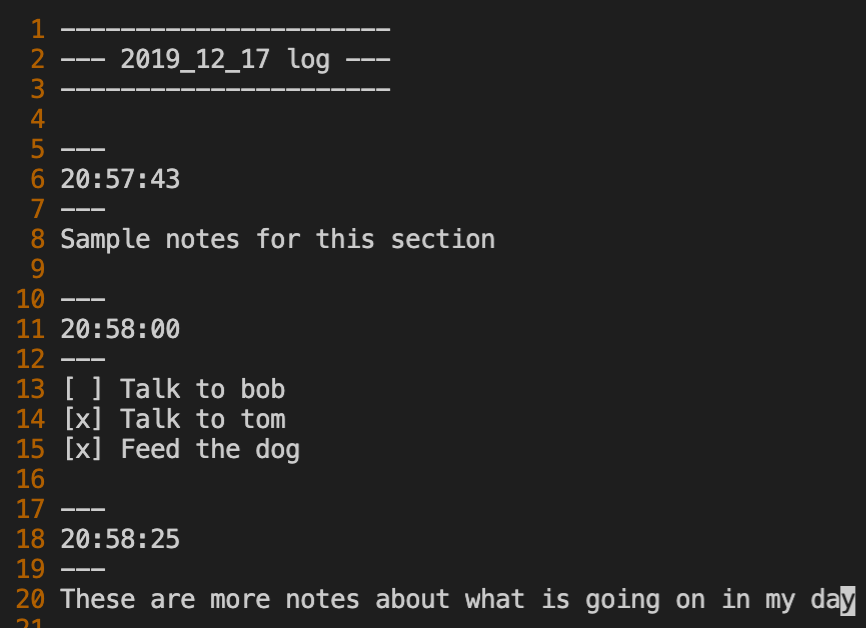 1 ----------------------
2 --- 2019_12_17 log ---
3 ----------------------
4
5 ---
6 20:57:43
7 ---
8 Sample notes for this section
9
10 ---
11 20:58:00
12 ---
13 [ ] Talk to bob
14 [x] Talk to tom
15 [x] Feed the dog
16
17 ---
18 20:58:25
19 ---
20 These are more notes about what is going on in my day
21